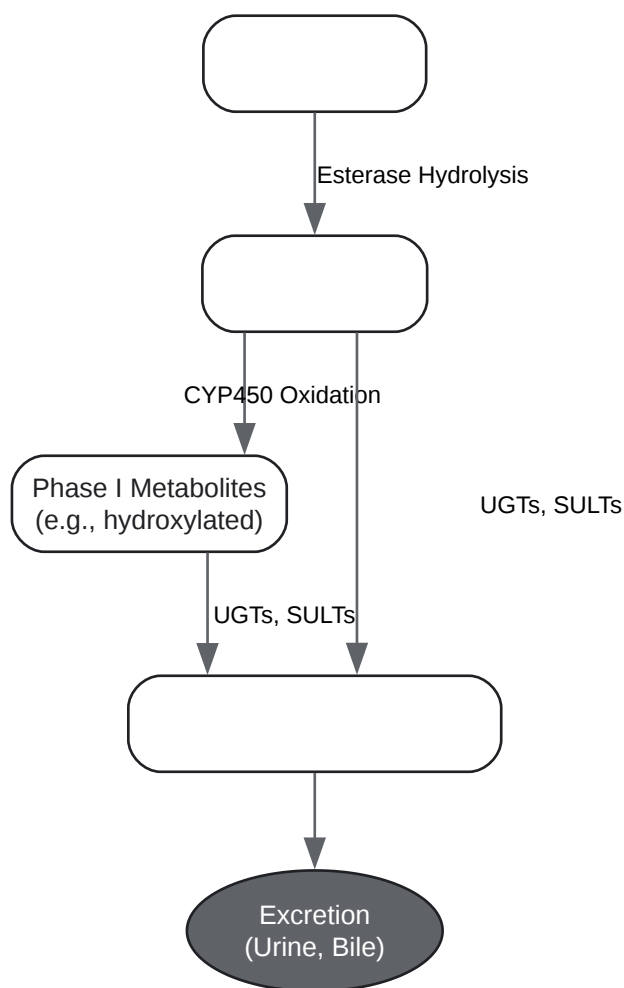 Esterase Hydrolysis
CYP450 Oxidation
Phase I Metabolites
(e.g., hydroxylated)
UGTs, SULTs
UGTs, SULTs
Excretion
(Urine, Bile)